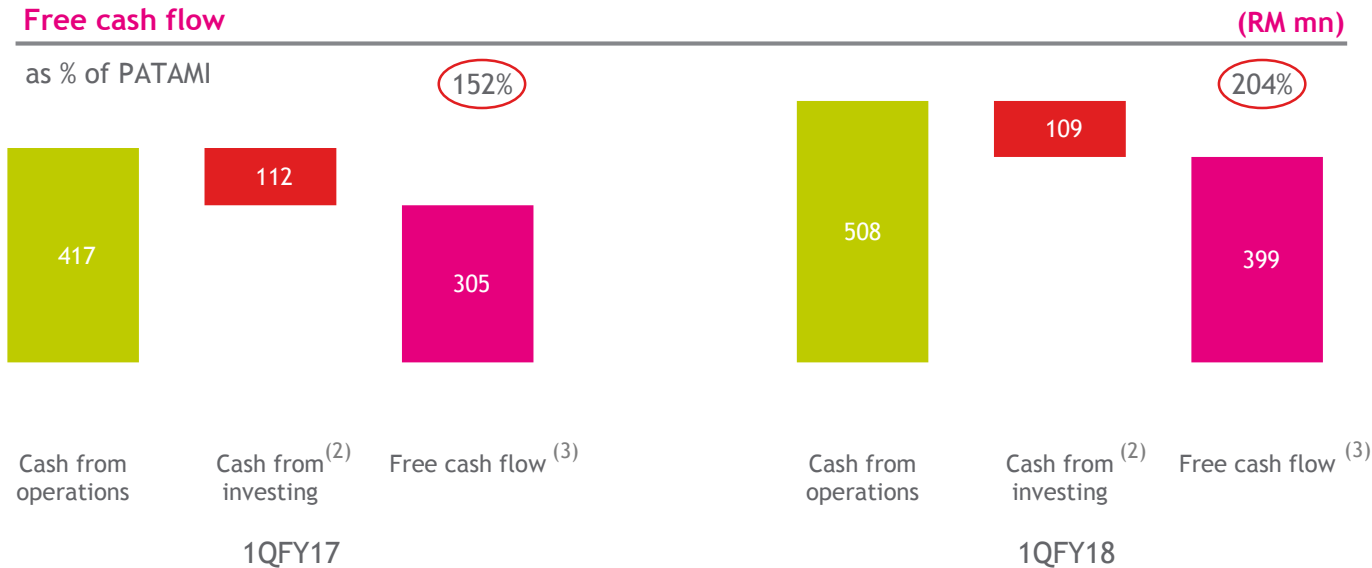 Free cash flow (RM mn)
as % of PATAMI 152% 204%
417 112 305 508 109 399
Cash from operations
Cash from (2) investing
Free cash flow (3)
Cash from operations
Cash from (2) investing
Free cash flow (3)
1QFY17 1QFY18